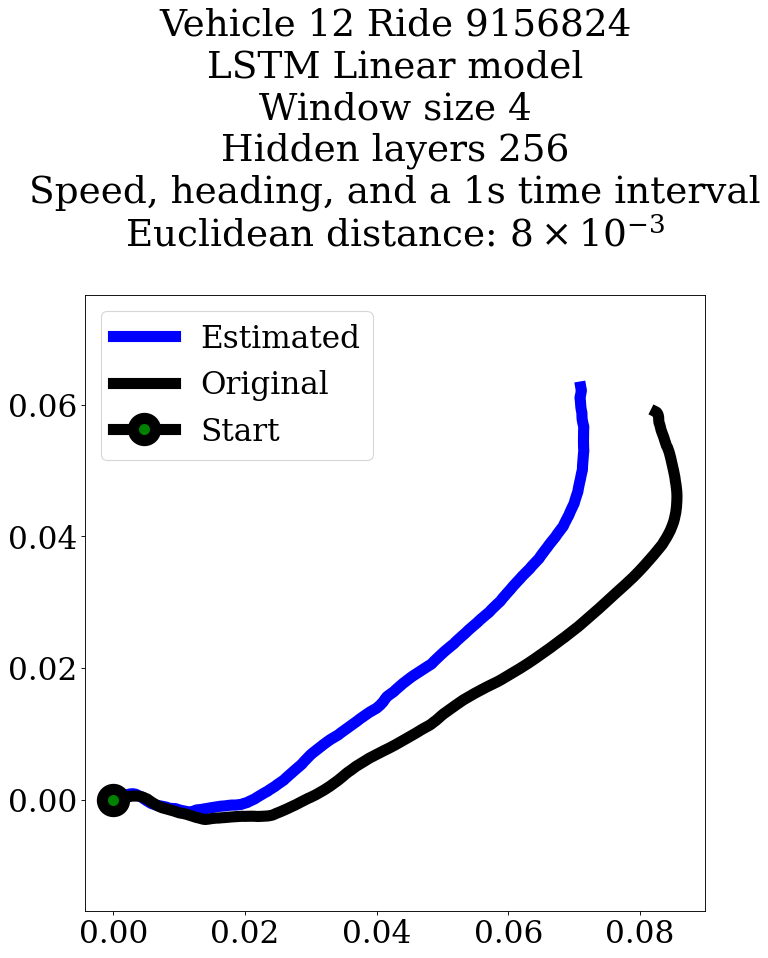 Vehicle 12 Ride 9156824
LSTM Linear model
Window size 4
Hidden layers 256
Speed, heading, and a 1s time interval
Euclidean distance: 8 × 10⁻³
Estimated
Original
Start
0.06
0.04
0.02
0.00
0.00 0.02 0.04 0.06 0.08